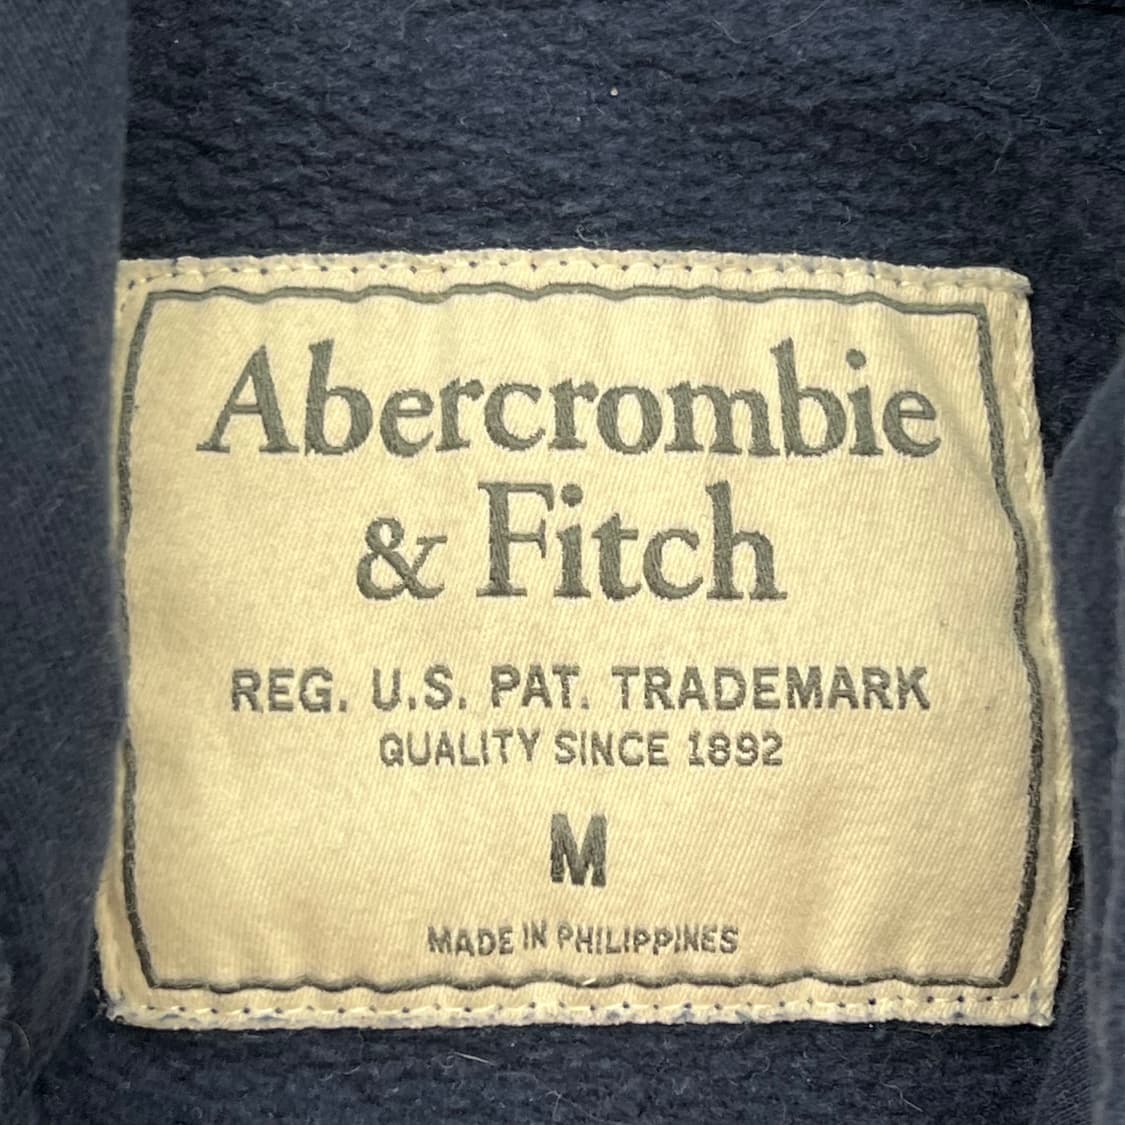 Abercrombie
& Fitch
REG. U.S. PAT. TRADEMARK
QUALITY SINCE 1892
M
MADE IN PHILIPPINES